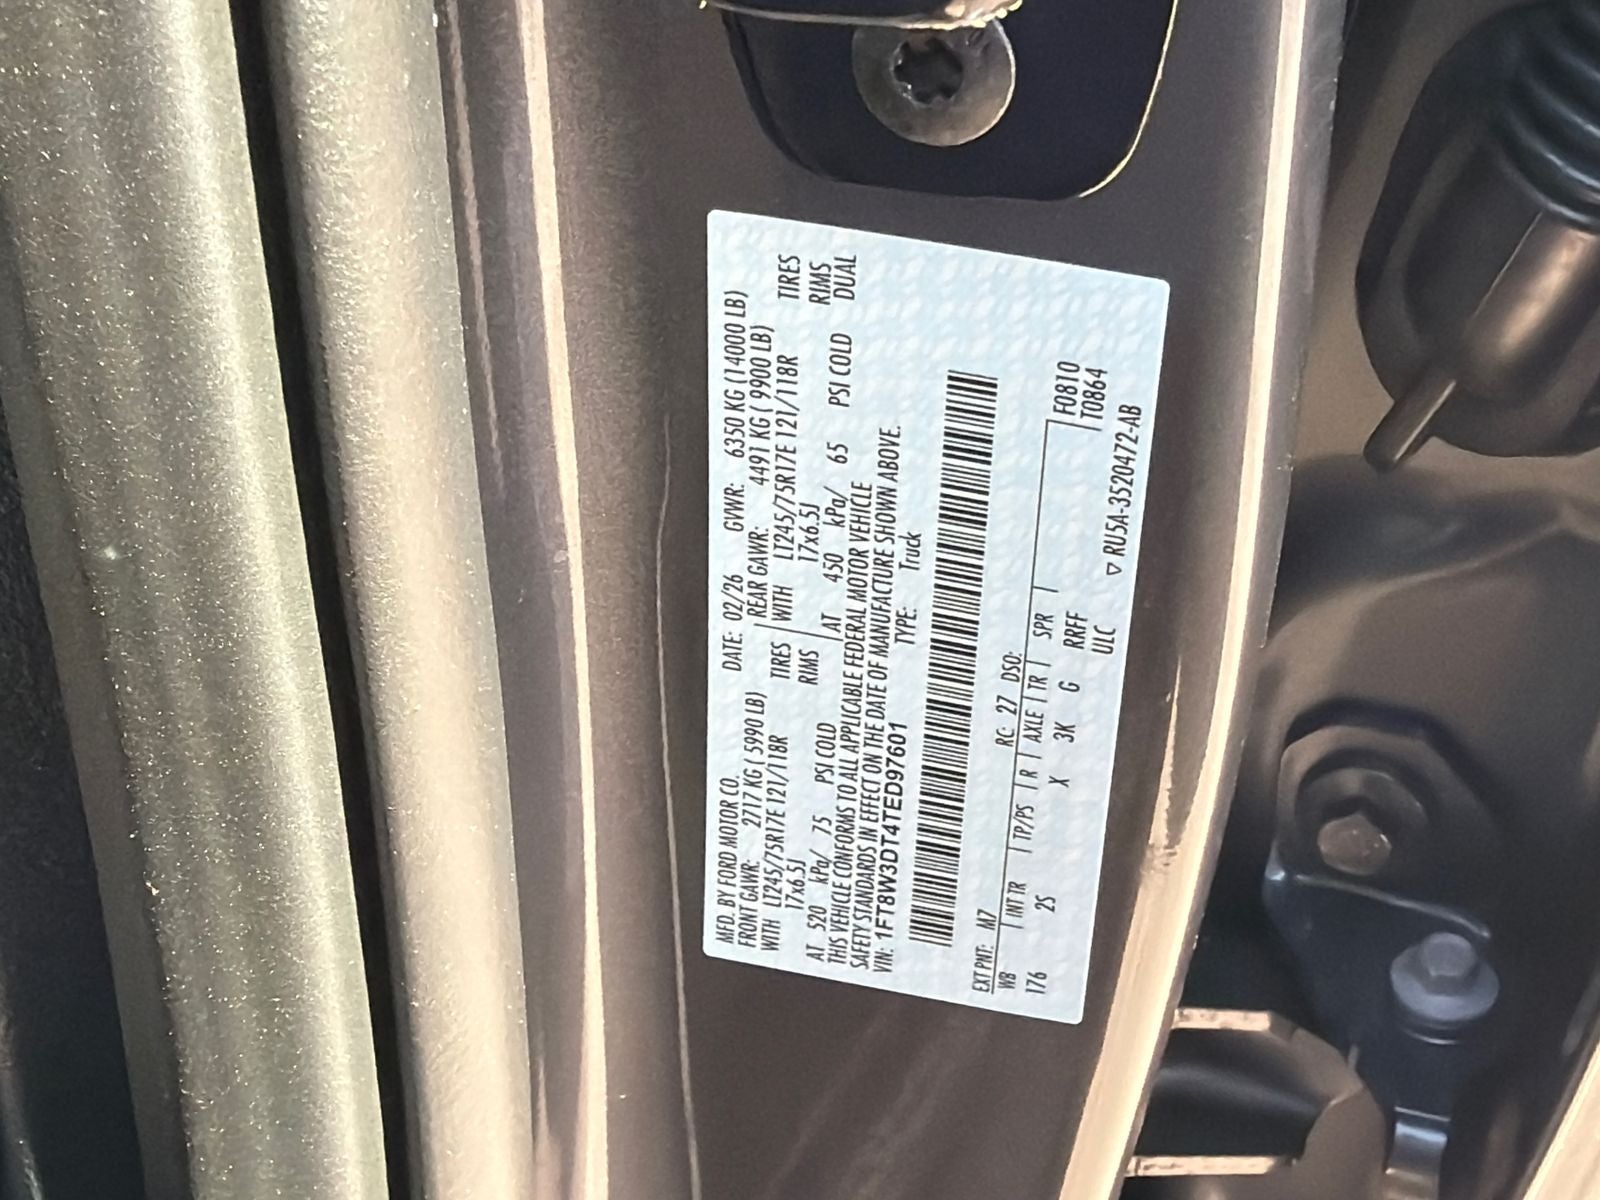 MFD. BY FORD MOTOR CO. DATE: 02/26 GVWR: 6350 KG (14000 LB)
FRONT GAWR: 2717 KG (5990 LB) REAR GAWR: 4491 KG (9900 LB)
WITH LT245/75R17E 121/118R TIRES WITH LT245/75R17E 121/118R TIRES
17x6.5J RIMS 17x6.5J RIMS
AT 520 kPa/ 75 PSI COLD AT 450 kPa/ 65 PSI COLD DUAL
THIS VEHICLE CONFORMS TO ALL APPLICABLE FEDERAL MOTOR VEHICLE
SAFETY STANDARDS IN EFFECT ON THE DATE OF MANUFACTURE SHOWN ABOVE.
VIN: 1FT8W3DT4TED97601 TYPE: Truck
EXT PNT: M7 RC: 27 DSO:
WB INT TR TP/PS R AXLE TR SPR F0810
176 2S X 3K G RRFF T0864
ULC
▽ RU5A-3520472-AB